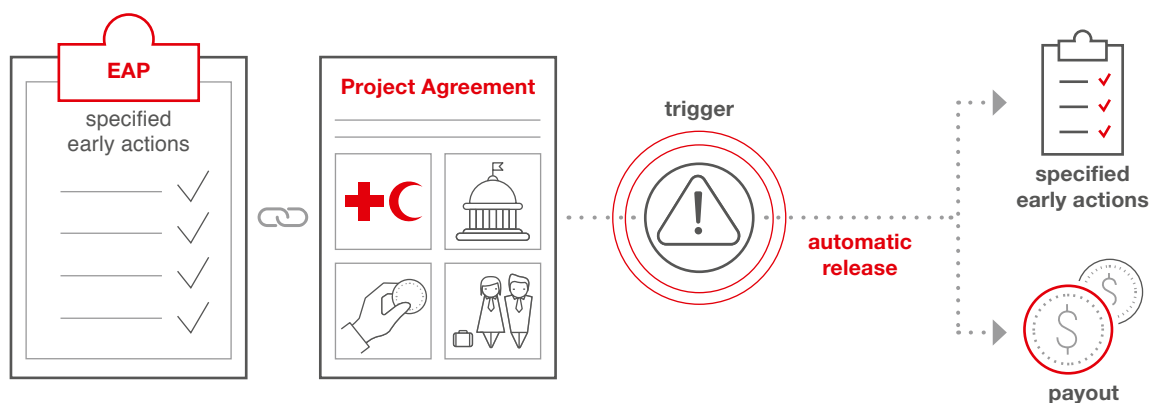 EAP
specified
early actions
Project Agreement
trigger
automatic
release
specified
early actions
$
$
payout